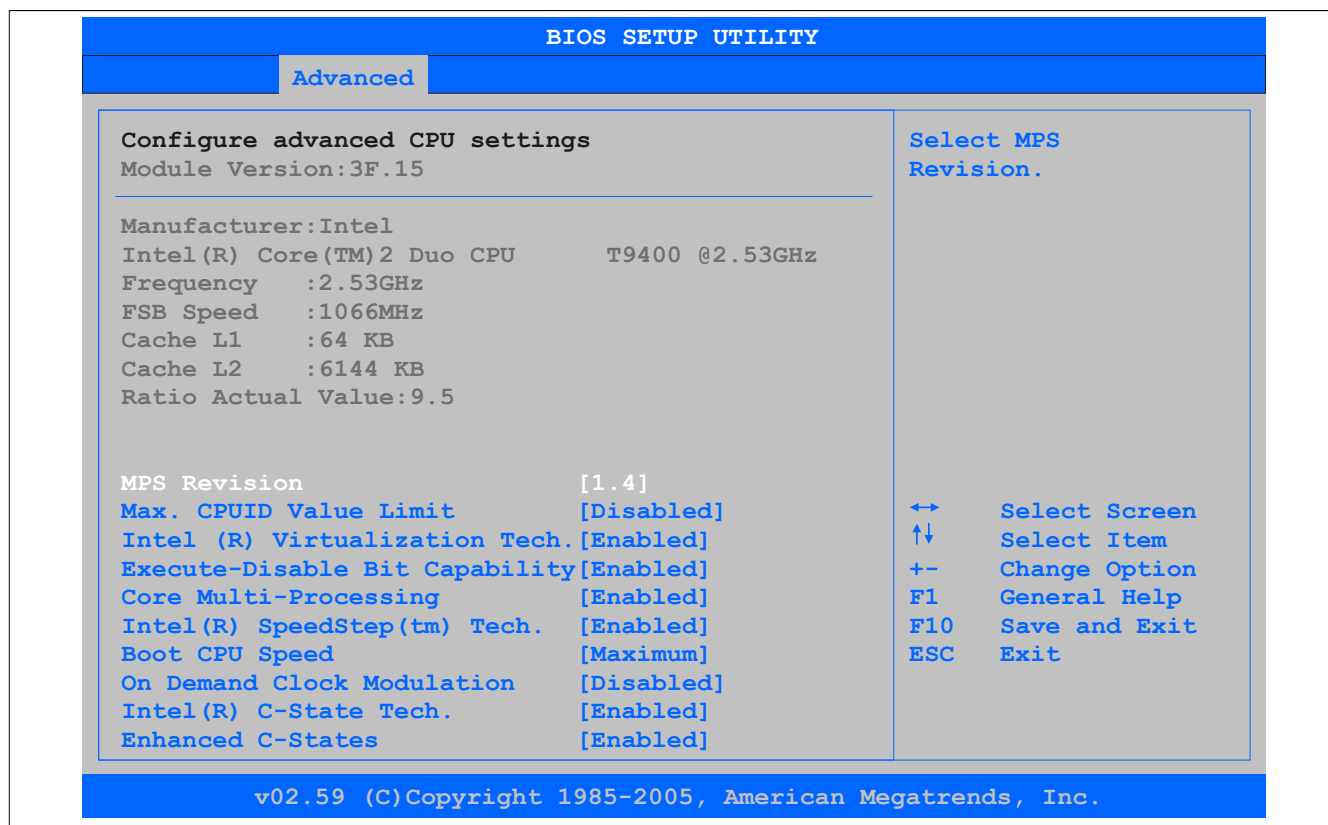 BIOS SETUP UTILITY
Advanced
Configure advanced CPU settings
Module Version:3F.15
Manufacturer:Intel
Intel(R) Core(TM)2 Duo CPU T9400 @2.53GHz
Frequency :2.53GHz
FSB Speed :1066MHz
Cache L1 :64 KB
Cache L2 :6144 KB
Ratio Actual Value:9.5
MPS Revision [1.4]
Max. CPUID Value Limit [Disabled]
Intel (R) Virtualization Tech.[Enabled]
Execute-Disable Bit Capability[Enabled]
Core Multi-Processing [Enabled]
Intel(R) SpeedStep(tm) Tech. [Enabled]
Boot CPU Speed [Maximum]
On Demand Clock Modulation [Disabled]
Intel(R) C-State Tech. [Enabled]
Enhanced C-States [Enabled]
Select MPS
Revision.
↔ Select Screen
↑↓ Select Item
+- Change Option
F1 General Help
F10 Save and Exit
ESC Exit
v02.59 (C)Copyright 1985-2005, American Megatrends, Inc.